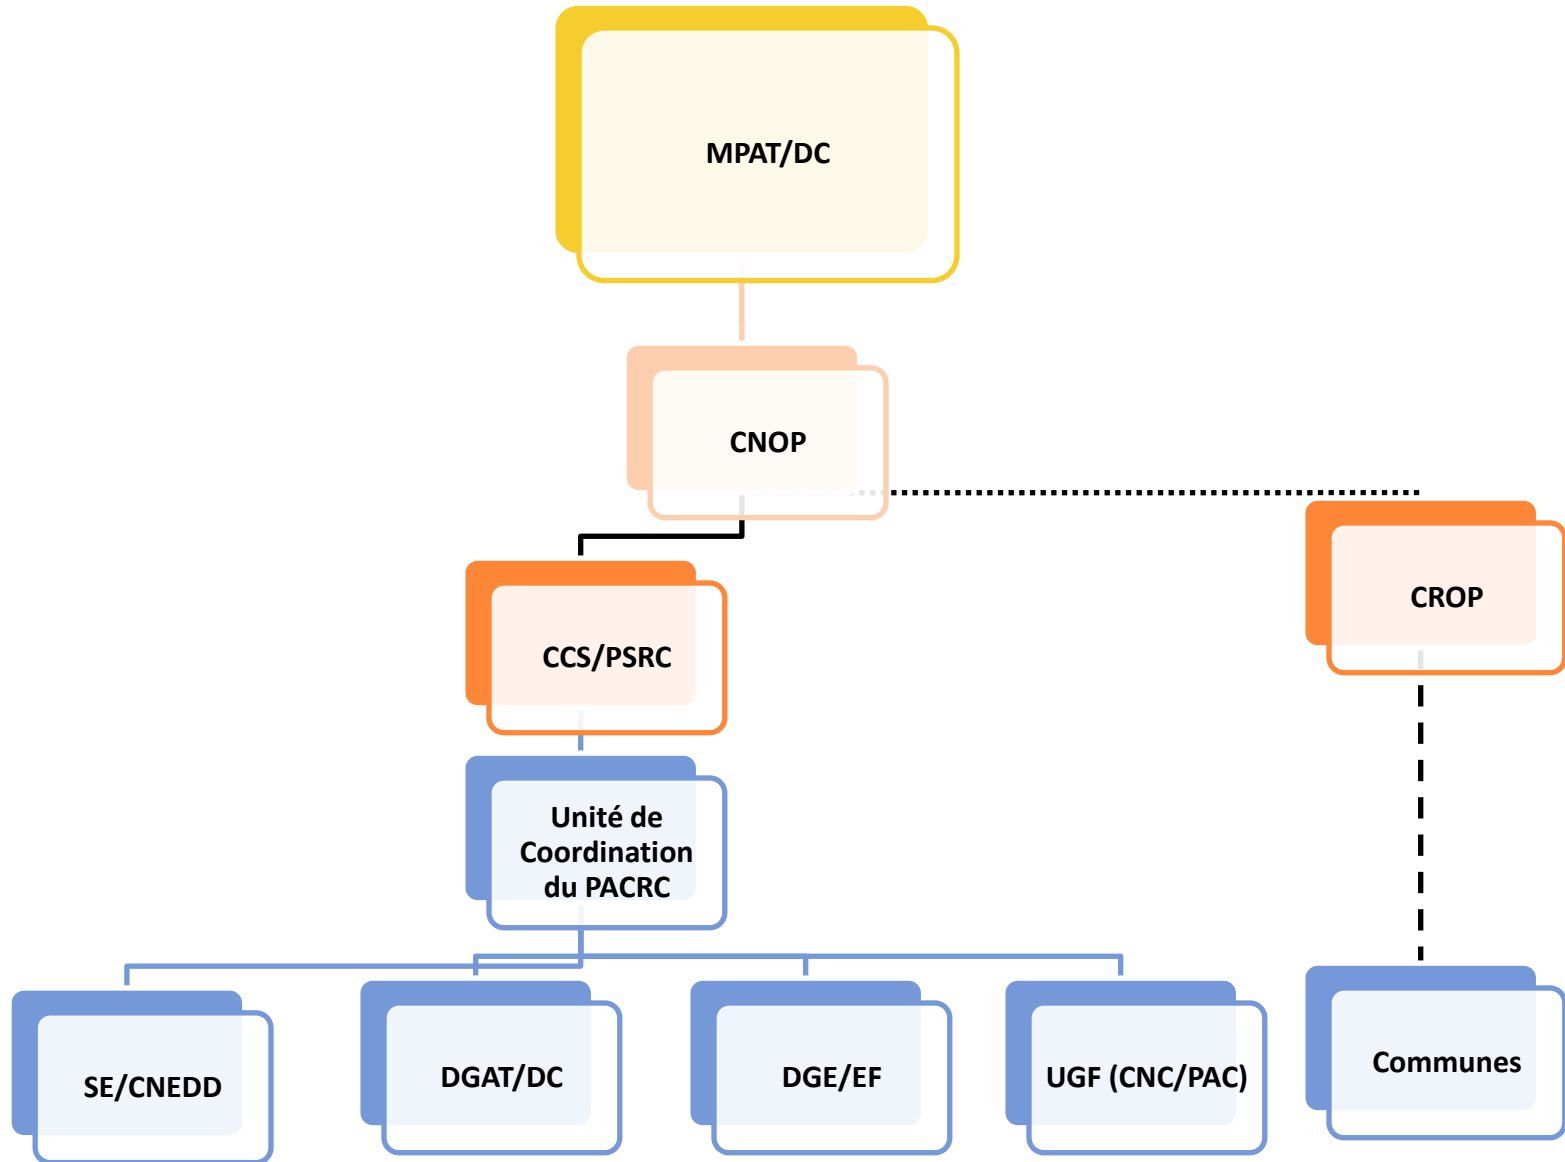 MPAT/DC
CNOP
CROP
CCS/PSRC
Unité de
Coordination
du PACRC
SE/CNEDD
DGAT/DC
DGE/EF
UGF (CNC/PAC)
Communes